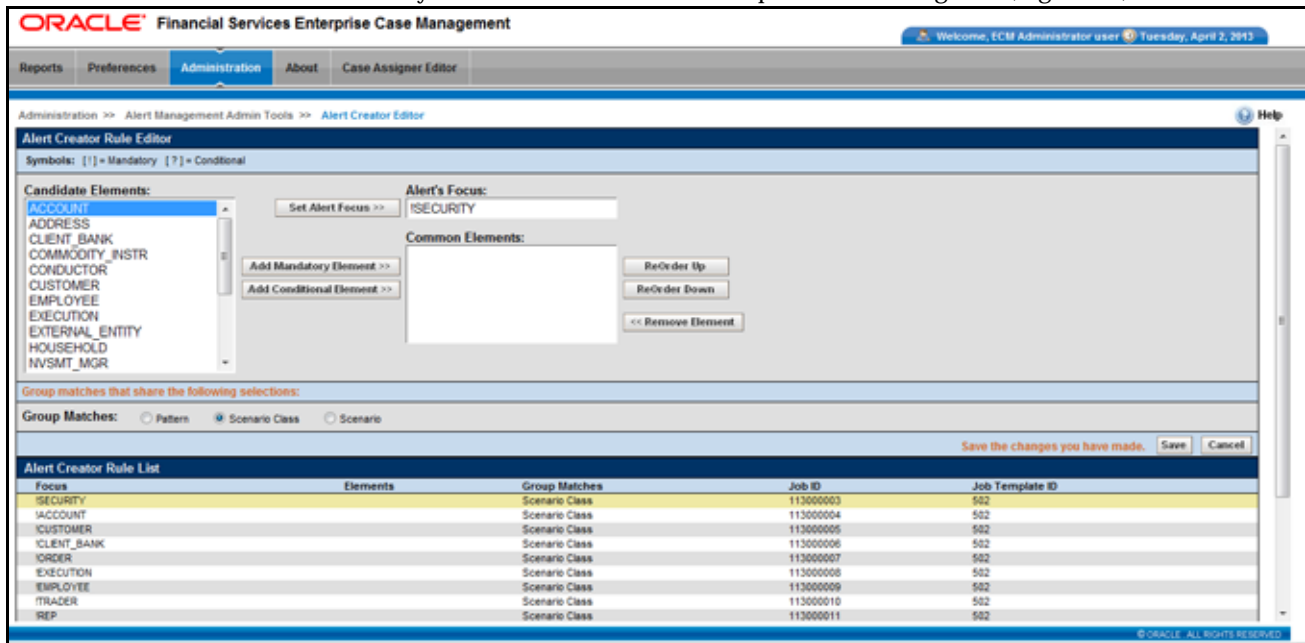 ORACLE Financial Services Enterprise Case Management
Welcome, ECM Administrator user Tuesday, April 2, 2013
Reports Preferences Administration About Case Assigner Editor
Administration >> Alert Management Admin Tools >> Alert Creator Editor
Help
Alert Creator Rule Editor
Symbols: [!] = Mandatory [?] = Conditional
Candidate Elements:
ACCOUNT
ADDRESS
CLIENT_BANK
COMMODITY_INSTR
CONDUCTOR
CUSTOMER
EMPLOYEE
EXECUTION
EXTERNAL_ENTITY
HOUSEHOLD
NVSMT_MGR
Set Alert Focus >>
Add Mandatory Element >>
Add Conditional Element >>
Alert's Focus:
!SECURITY
Common Elements:
ReOrder Up
ReOrder Down
<< Remove Element
Group matches that share the following selections:
Group Matches: Pattern Scenario Class Scenario
Save the changes you have made. Save Cancel
Alert Creator Rule List
Focus Elements Group Matches Job ID Job Template ID
!SECURITY Scenario Class 113000003 502
!ACCOUNT Scenario Class 113000004 502
!CUSTOMER Scenario Class 113000005 502
!CLIENT_BANK Scenario Class 113000006 502
!ORDER Scenario Class 113000007 502
!EXECUTION Scenario Class 113000008 502
!EMPLOYEE Scenario Class 113000009 502
!TRADER Scenario Class 113000010 502
!REP Scenario Class 113000011 502
© ORACLE ALL RIGHTS RESERVED